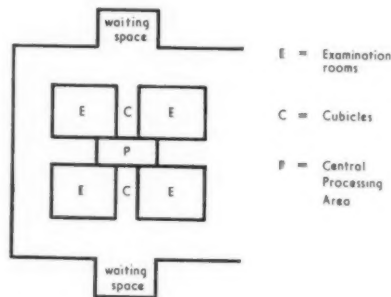 waiting
space
E = Examination
rooms
E C E
C = Cubicles
P
P = Central
Processing
Area
E C E
waiting
space